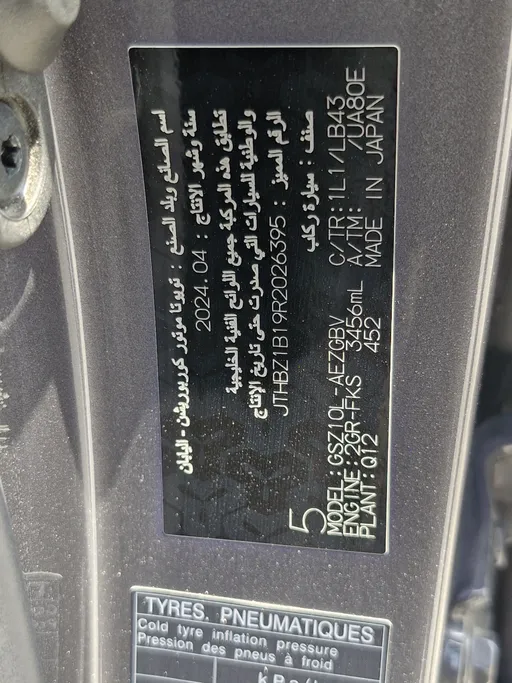 اسم الصانع وبلد الصنع : تويوتا موتور كوربوريشن - اليابان
سنة وشهر الانتاج : 2024.04
تطابق هذه المركبة جميع اللوائح الفنية الخليجية
والوطنية للسيارات التي صدرت حتى تاريخ الإنتاج
الرقم المميز : JTHBZ1B19R2026395
صنف : سيارة ركاب
5
MODEL:GSZ10L-AEZGBV C/TR:1L1/LB43
ENGINE:2GR-FKS 3456mL A/TM: /UA80E
PLANT:Q12 452 MADE IN JAPAN
TYRES. PNEUMATIQUES
Cold tyre inflation pressure
Pression des pneus à froid